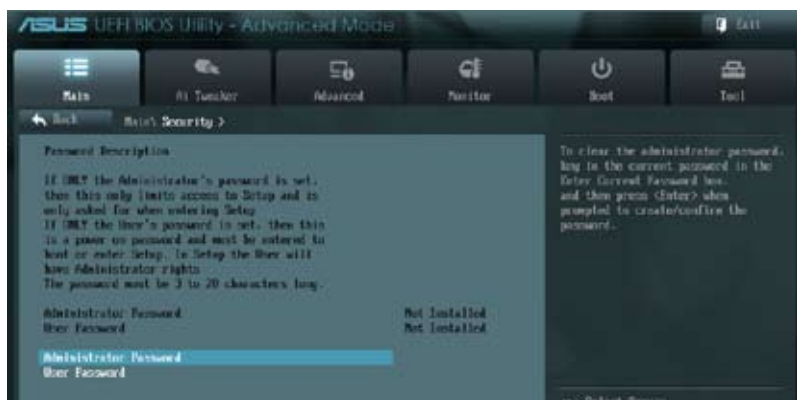 ASUS UEFI BIOS Utility - Advanced Mode
Exit
Main
Ai Tweaker
Advanced
Monitor
Boot
Tool
Back
Main\ Security >
Password Description
If ONLY the Administrator's password is set,
then this only limits access to Setup and is
only asked for when entering Setup
If ONLY the User's password is set, then this
is a power on password and must be entered to
boot or enter Setup. In Setup the User will
have Administrator rights
The password must be 3 to 20 characters long.
Administrator Password
Not Installed
User Password
Not Installed
Administrator Password
User Password
To clear the administrator password,
key in the current password in the
Enter Current Password box,
and then press <Enter> when
prompted to create/confirm the
password.